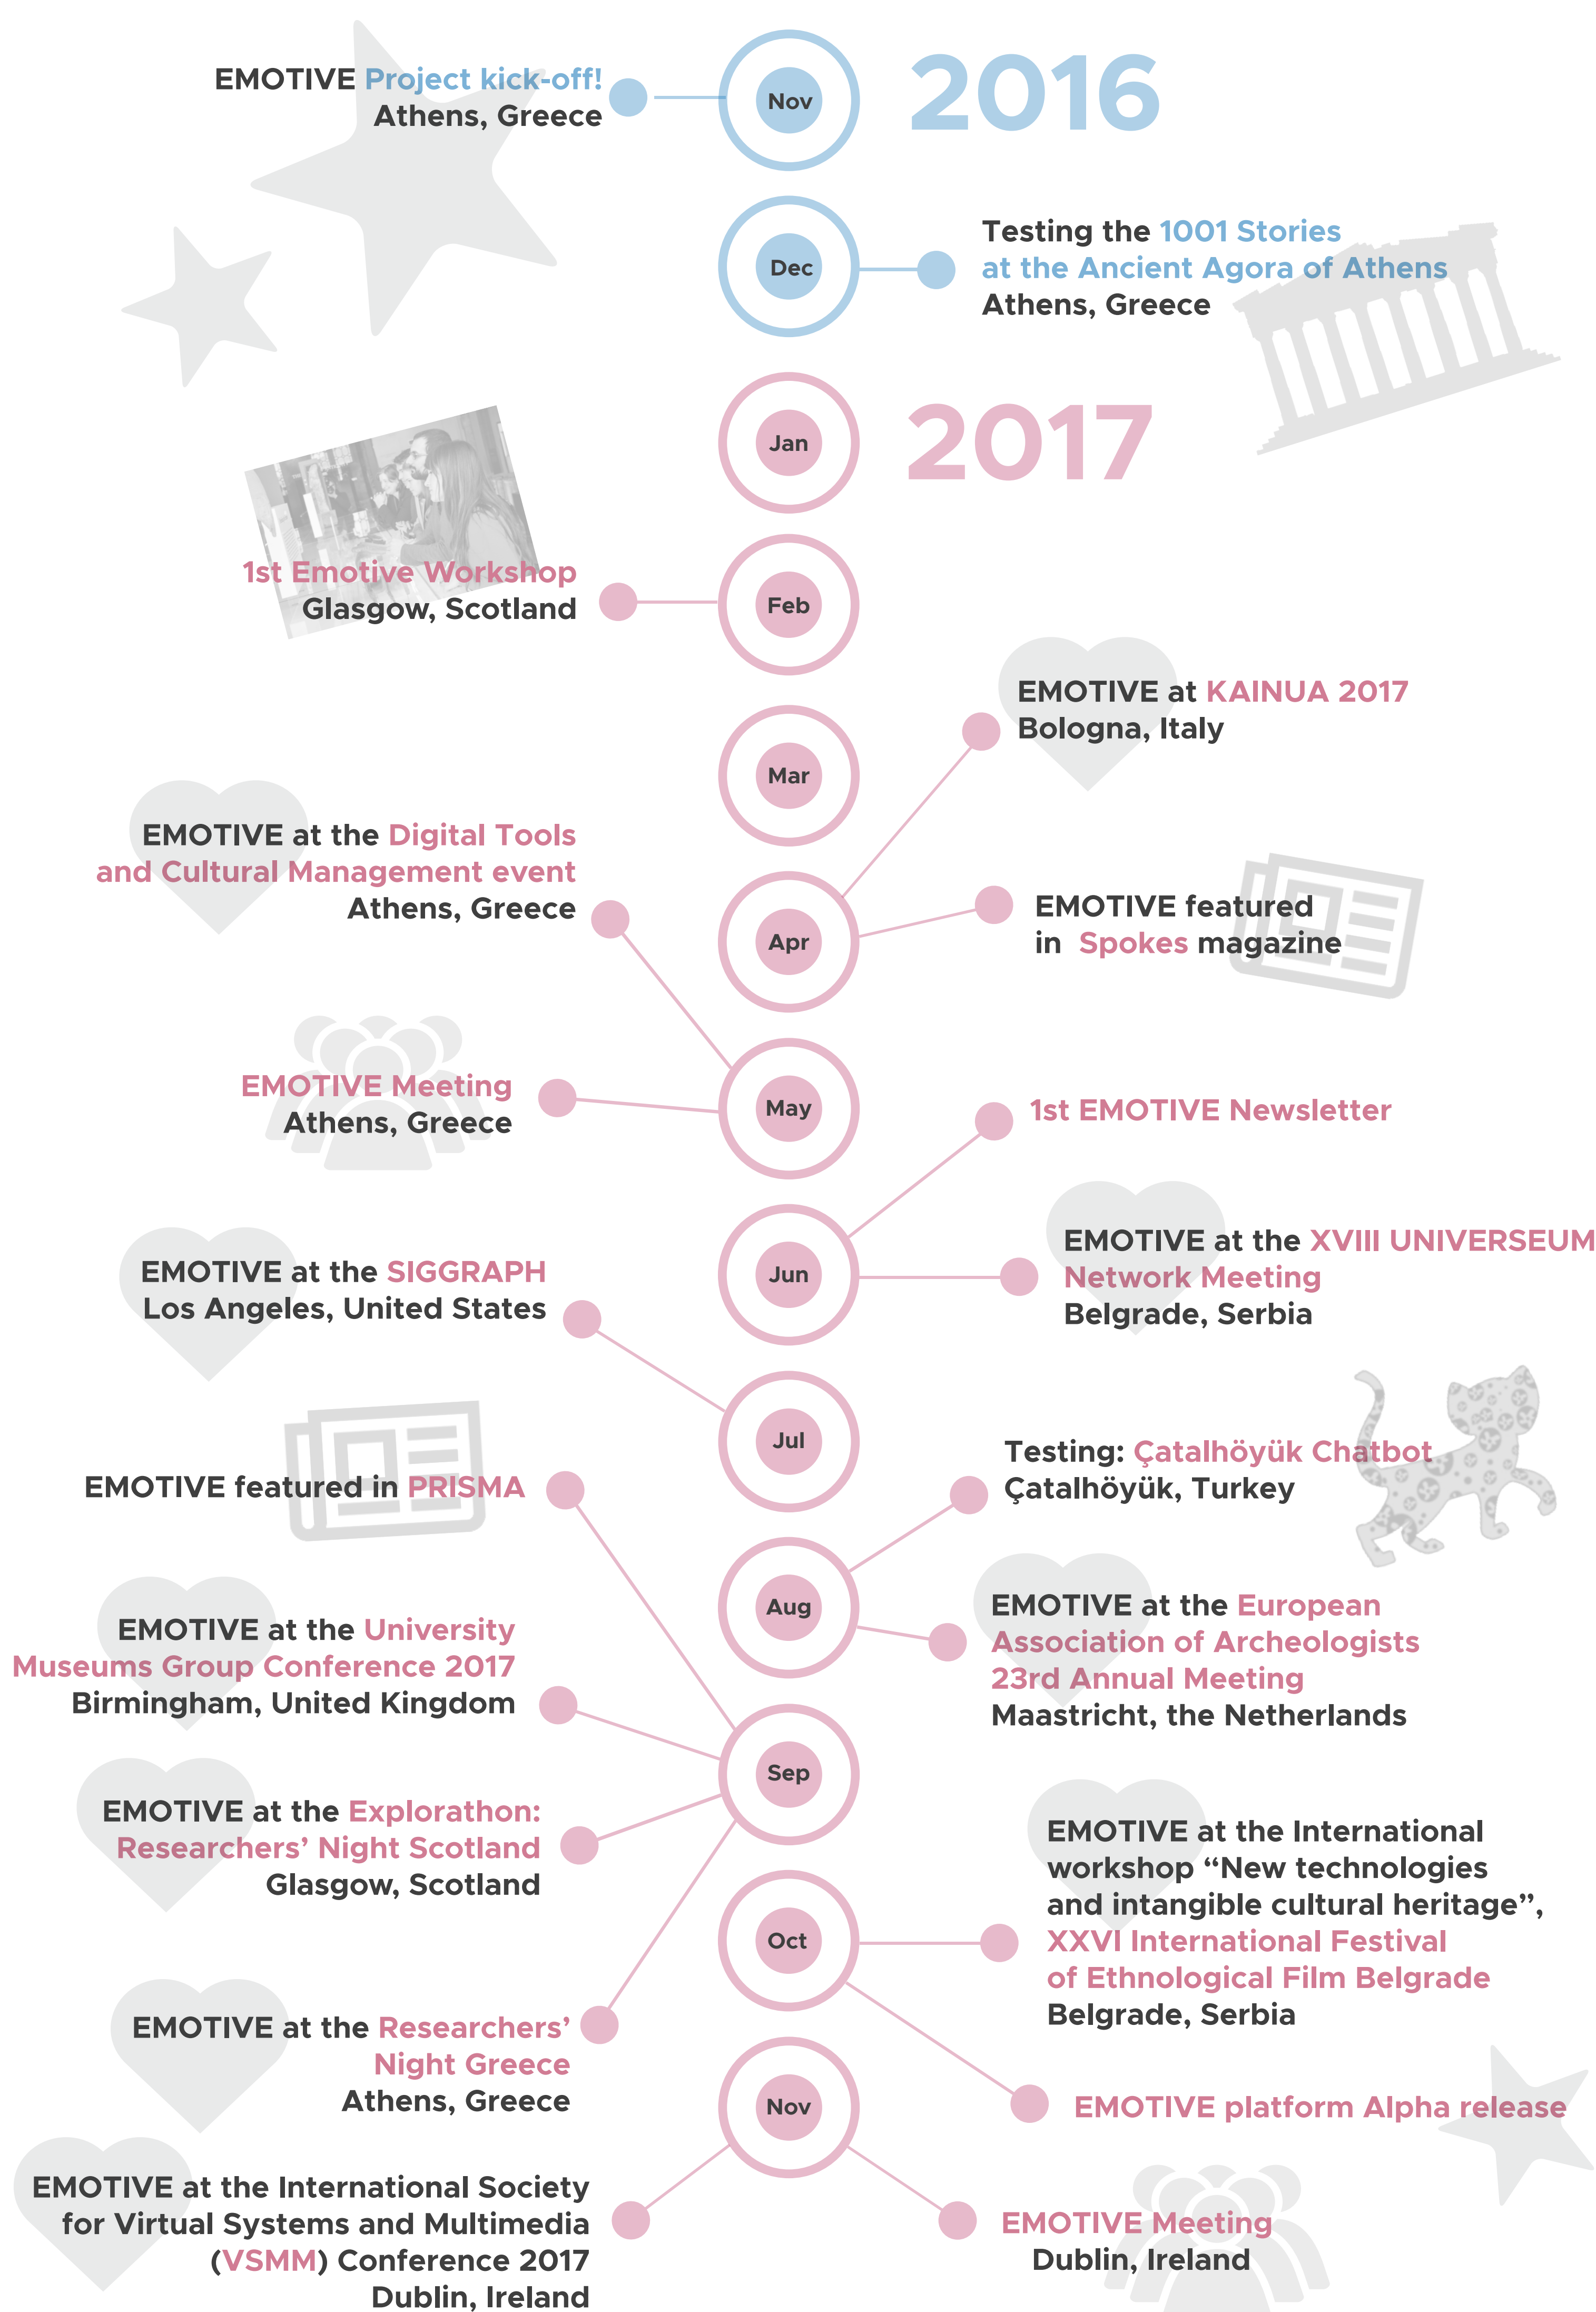 EMOTIVE Project kick-off!
Athens, Greece
Nov
2016
Dec
Testing the 1001 Stories
at the Ancient Agora of Athens
Athens, Greece
Jan
2017
1st Emotive Workshop
Glasgow, Scotland
Feb
EMOTIVE at KAINUA 2017
Bologna, Italy
Mar
EMOTIVE at the Digital Tools
and Cultural Management event
Athens, Greece
EMOTIVE featured
in Spokes magazine
Apr
EMOTIVE Meeting
Athens, Greece
May
1st EMOTIVE Newsletter
EMOTIVE at the XVIII UNIVERSEUM
Network Meeting
Belgrade, Serbia
Jun
EMOTIVE at the SIGGRAPH
Los Angeles, United States
Jul
Testing: Çatalhöyük Chatbot
Çatalhöyük, Turkey
EMOTIVE featured in PRISMA
Aug
EMOTIVE at the European
Association of Archeologists
23rd Annual Meeting
Maastricht, the Netherlands
EMOTIVE at the University
Museums Group Conference 2017
Birmingham, United Kingdom
Sep
EMOTIVE at the Explorathon:
Researchers’ Night Scotland
Glasgow, Scotland
EMOTIVE at the International
workshop “New technologies
and intangible cultural heritage”,
XXVI International Festival
of Ethnological Film Belgrade
Belgrade, Serbia
Oct
EMOTIVE at the Researchers’
Night Greece
Athens, Greece
EMOTIVE platform Alpha release
Nov
EMOTIVE at the International Society
for Virtual Systems and Multimedia
(VSMM) Conference 2017
Dublin, Ireland
EMOTIVE Meeting
Dublin, Ireland